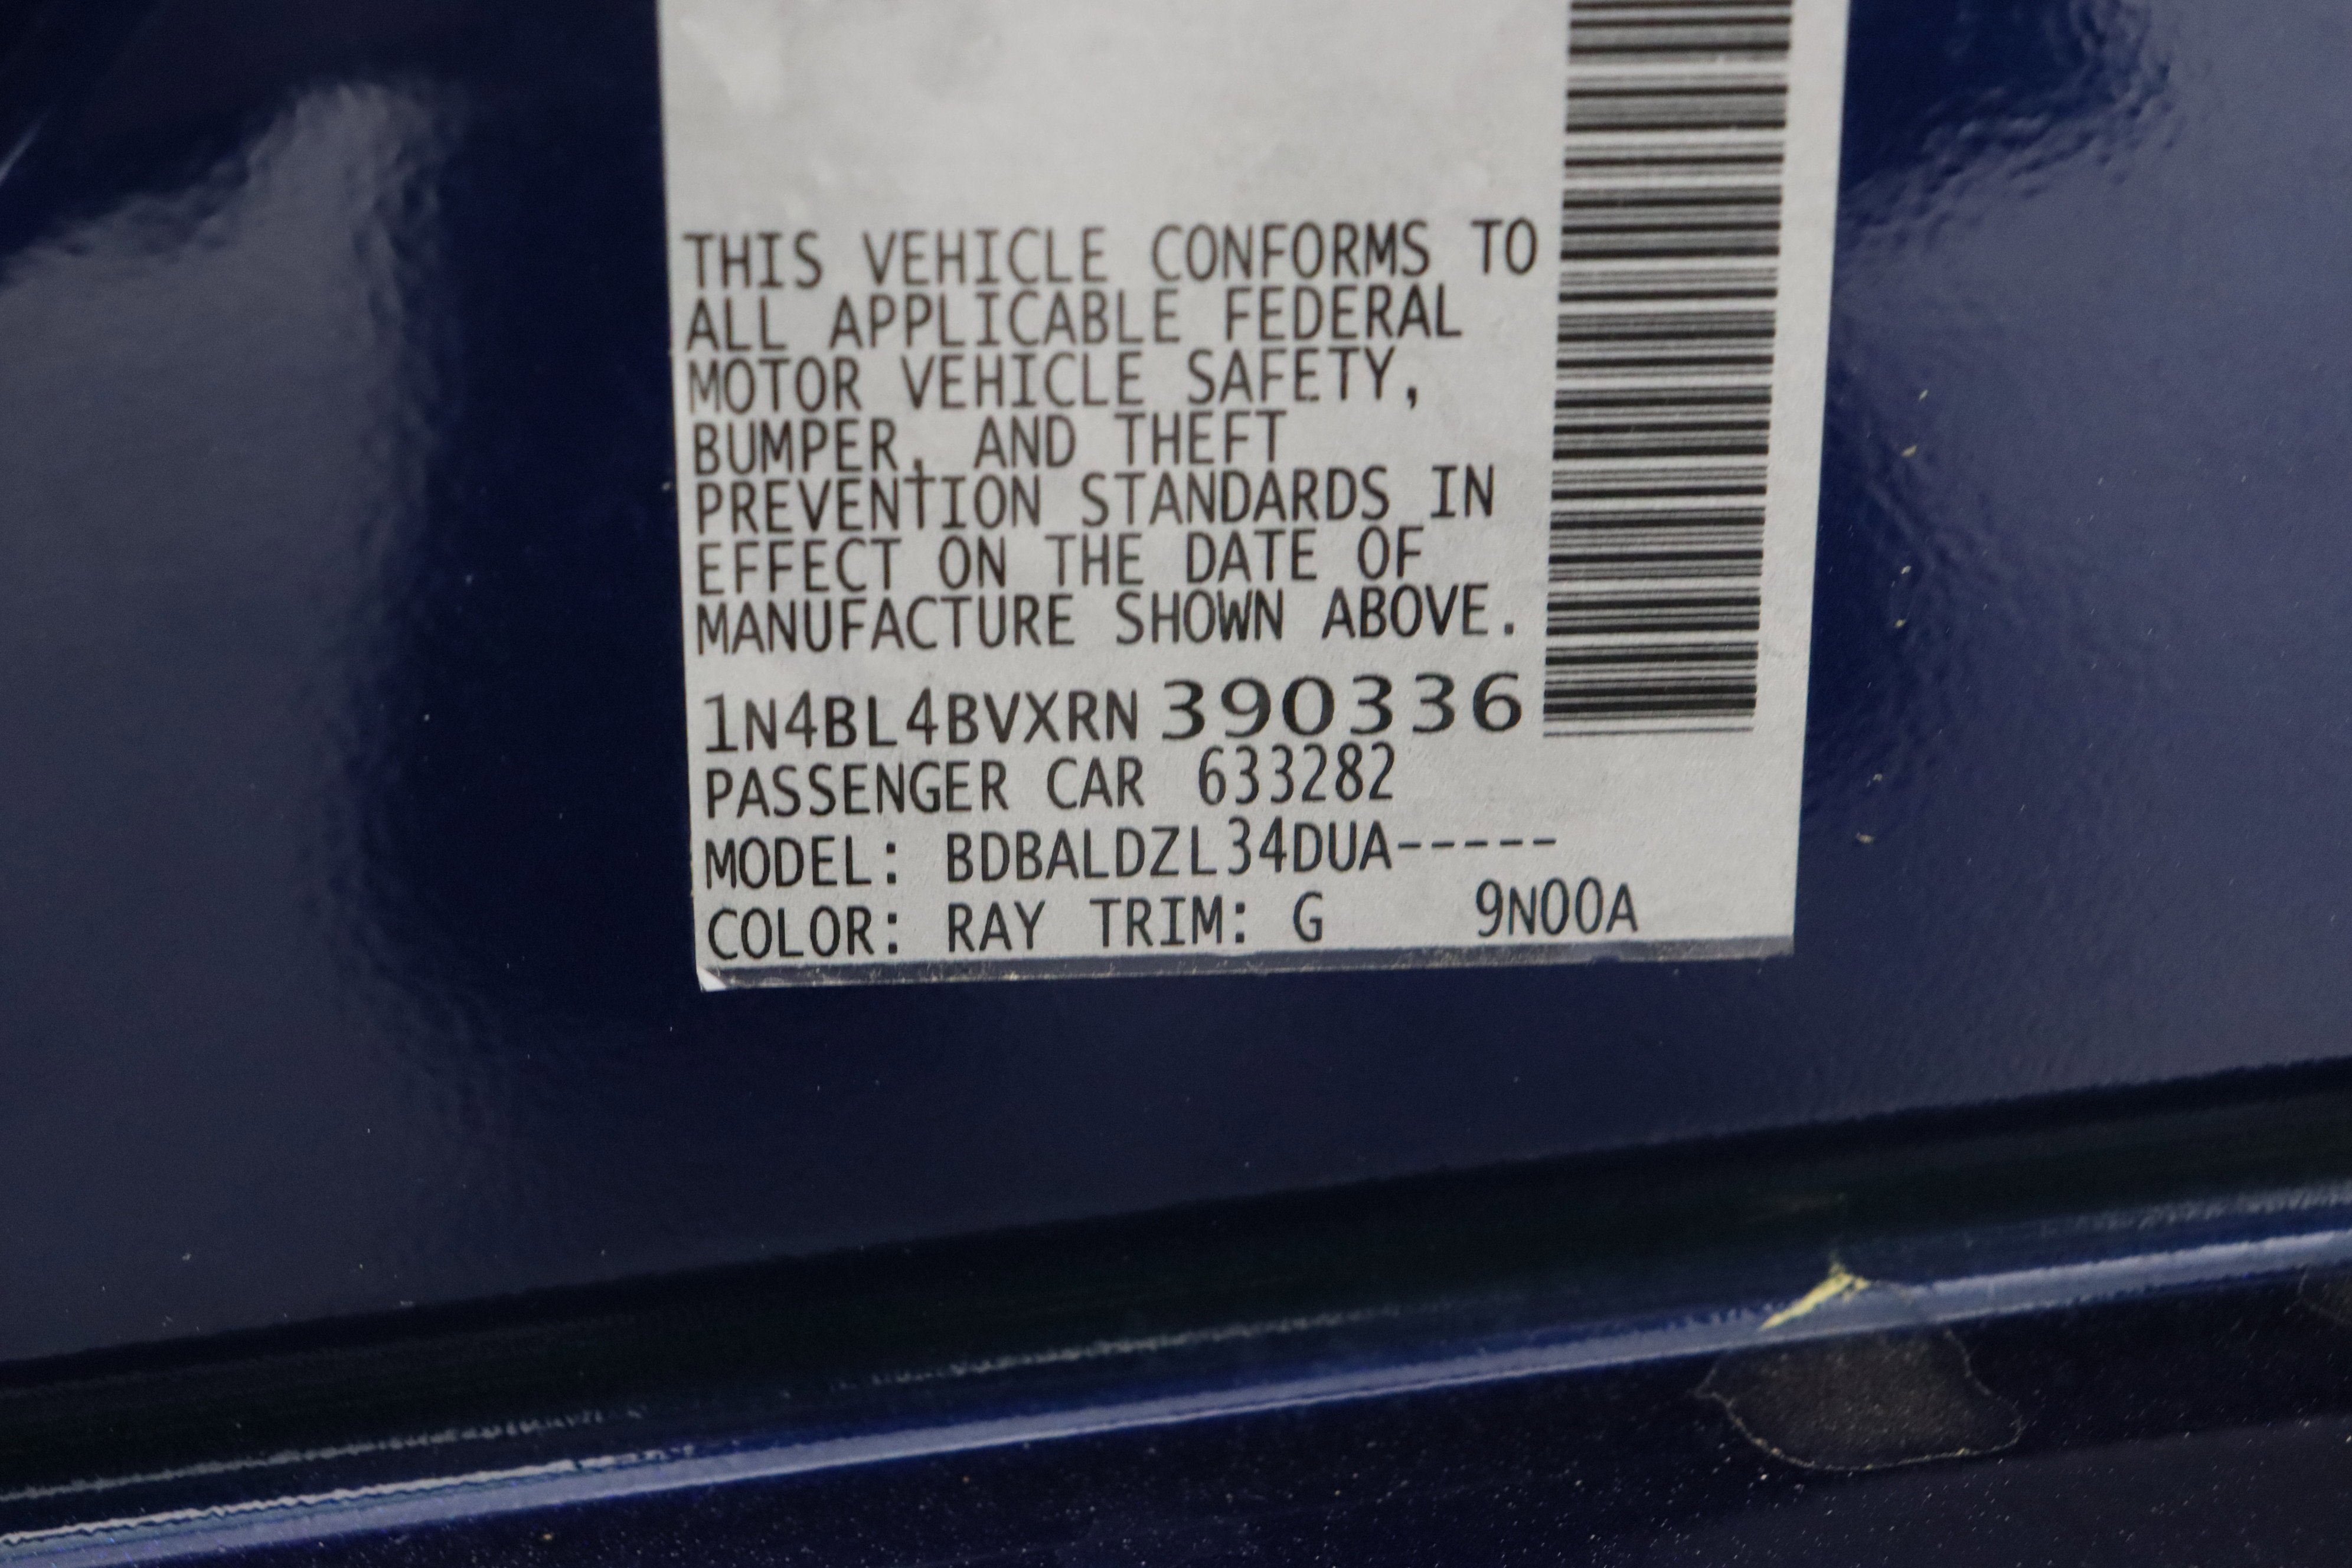 THIS VEHICLE CONFORMS TO
ALL APPLICABLE FEDERAL
MOTOR VEHICLE SAFETY,
BUMPER, AND THEFT
PREVENTION STANDARDS IN
EFFECT ON THE DATE OF
MANUFACTURE SHOWN ABOVE.
1N4BL4BVXRN390336
PASSENGER CAR 633282
MODEL: BDBALDZL34DUA-----
COLOR: RAY TRIM: G 9N00A